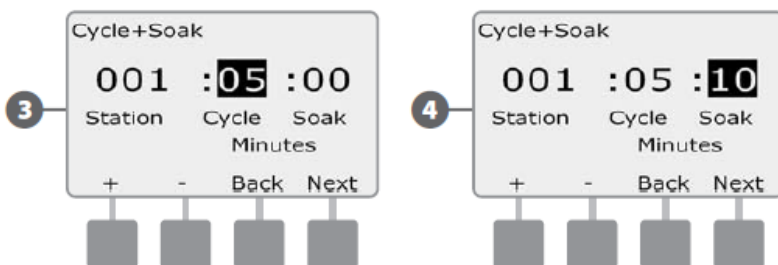 Cycle+Soak
001 :05 :00
Station Cycle Soak
Minutes
+ - Back Next
3
Cycle+Soak
001 :05 :10
Station Cycle Soak
Minutes
+ - Back Next
4